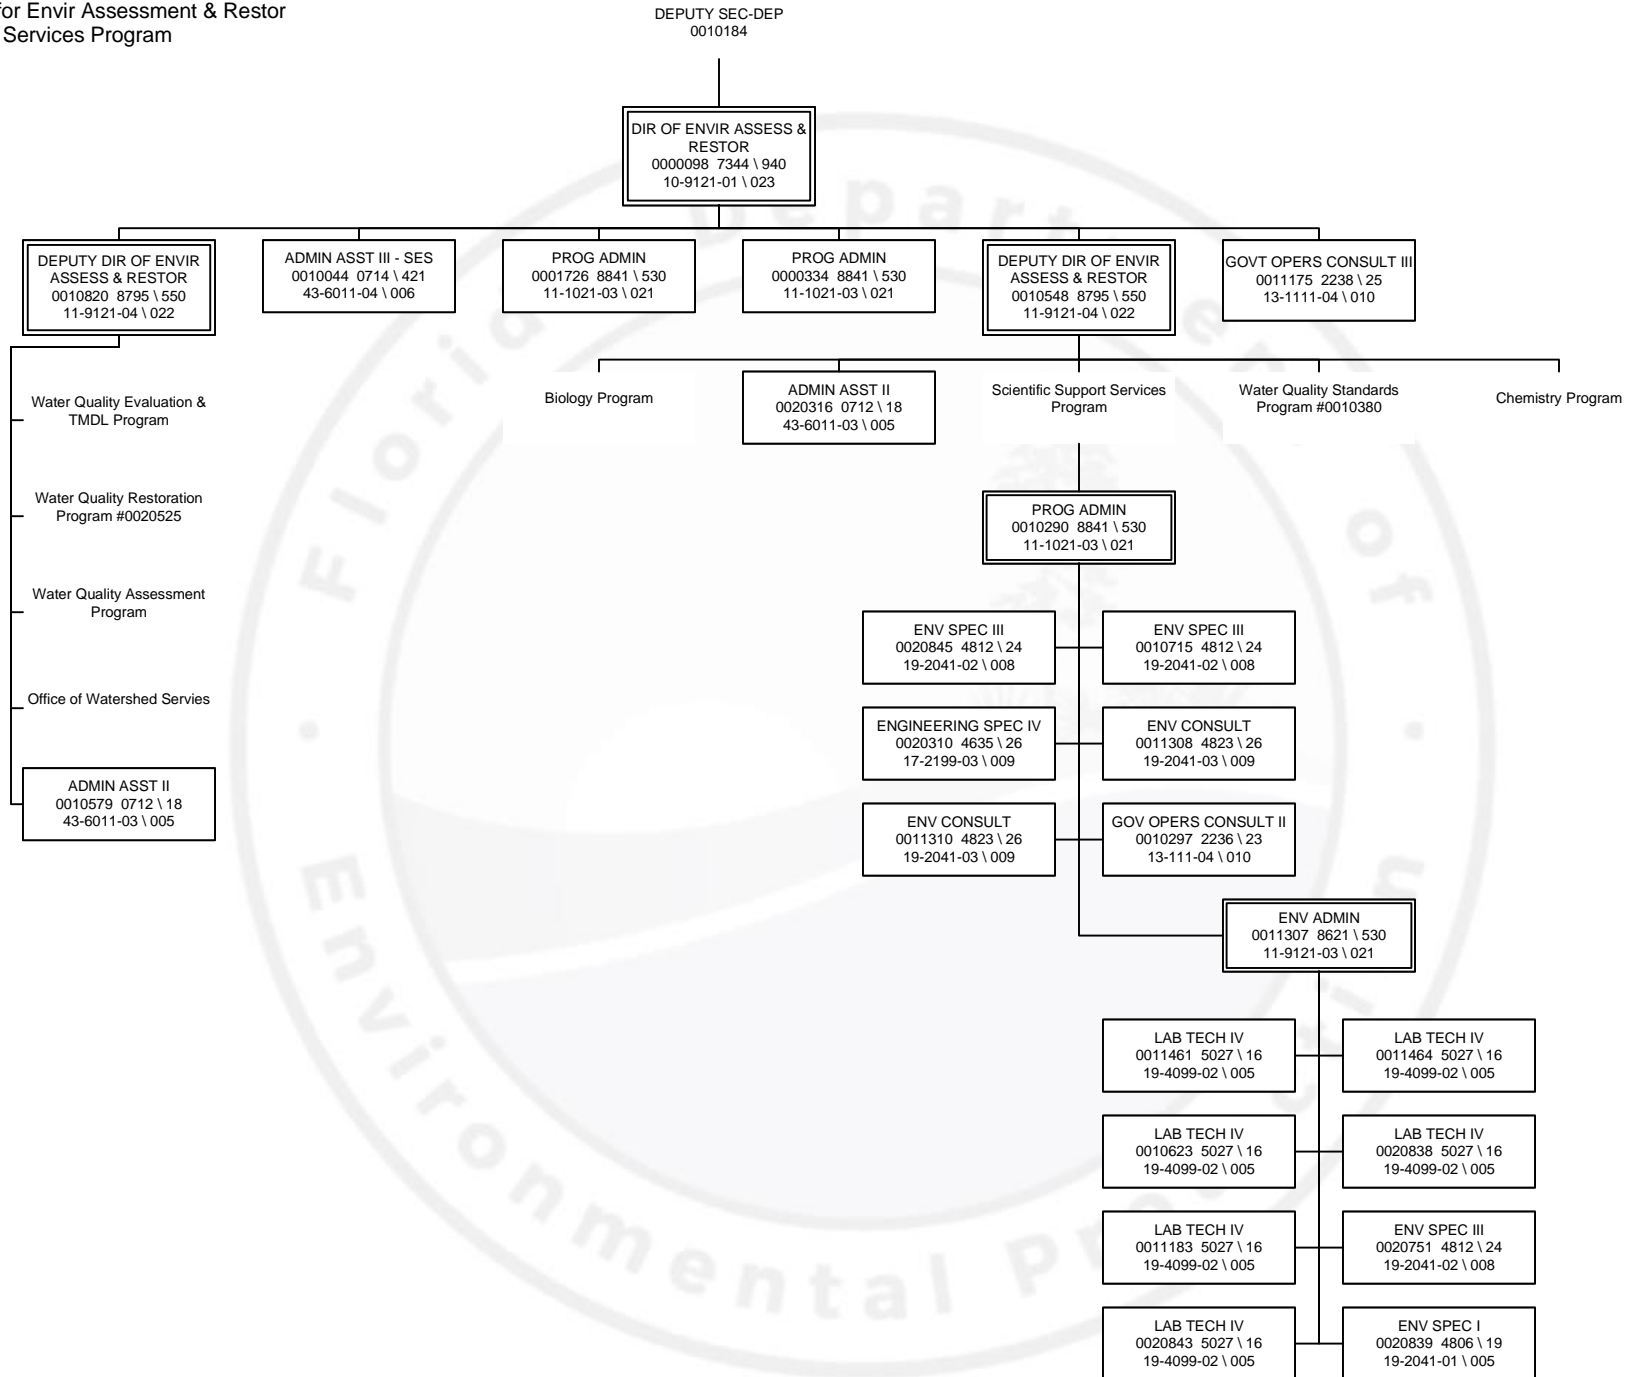 for Envir Assessment & Restor
Services Program
DEPUTY SEC-DEP
0010184
DIR OF ENVIR ASSESS &
RESTOR
0000098 7344 \ 940
10-9121-01 \ 023
DEPUTY DIR OF ENVIR
ASSESS & RESTOR
0010820 8795 \ 550
11-9121-04 \ 022
ADMIN ASST III - SES
0010044 0714 \ 421
43-6011-04 \ 006
PROG ADMIN
0001726 8841 \ 530
11-1021-03 \ 021
PROG ADMIN
0000334 8841 \ 530
11-1021-03 \ 021
DEPUTY DIR OF ENVIR
ASSESS & RESTOR
0010548 8795 \ 550
11-9121-04 \ 022
GOVT OPERS CONSULT III
0011175 2238 \ 25
13-1111-04 \ 010
Water Quality Evaluation &
TMDL Program
Water Quality Restoration
Program #0020525
Water Quality Assessment
Program
Office of Watershed Servies
ADMIN ASST II
0010579 0712 \ 18
43-6011-03 \ 005
Biology Program
ADMIN ASST II
0020316 0712 \ 18
43-6011-03 \ 005
Scientific Support Services
Program
Water Quality Standards
Program #0010380
Chemistry Program
PROG ADMIN
0010290 8841 \ 530
11-1021-03 \ 021
ENV SPEC III
0020845 4812 \ 24
19-2041-02 \ 008
ENV SPEC III
0010715 4812 \ 24
19-2041-02 \ 008
ENGINEERING SPEC IV
0020310 4635 \ 26
17-2199-03 \ 009
ENV CONSULT
0011308 4823 \ 26
19-2041-03 \ 009
ENV CONSULT
0011310 4823 \ 26
19-2041-03 \ 009
GOV OPERS CONSULT II
0010297 2236 \ 23
13-111-04 \ 010
ENV ADMIN
0011307 8621 \ 530
11-9121-03 \ 021
LAB TECH IV
0011461 5027 \ 16
19-4099-02 \ 005
LAB TECH IV
0011464 5027 \ 16
19-4099-02 \ 005
LAB TECH IV
0010623 5027 \ 16
19-4099-02 \ 005
LAB TECH IV
0020838 5027 \ 16
19-4099-02 \ 005
LAB TECH IV
0011183 5027 \ 16
19-4099-02 \ 005
ENV SPEC III
0020751 4812 \ 24
19-2041-02 \ 008
LAB TECH IV
0020843 5027 \ 16
19-4099-02 \ 005
ENV SPEC I
0020839 4806 \ 19
19-2041-01 \ 005
Florid
Department of
Environmental Pro ction